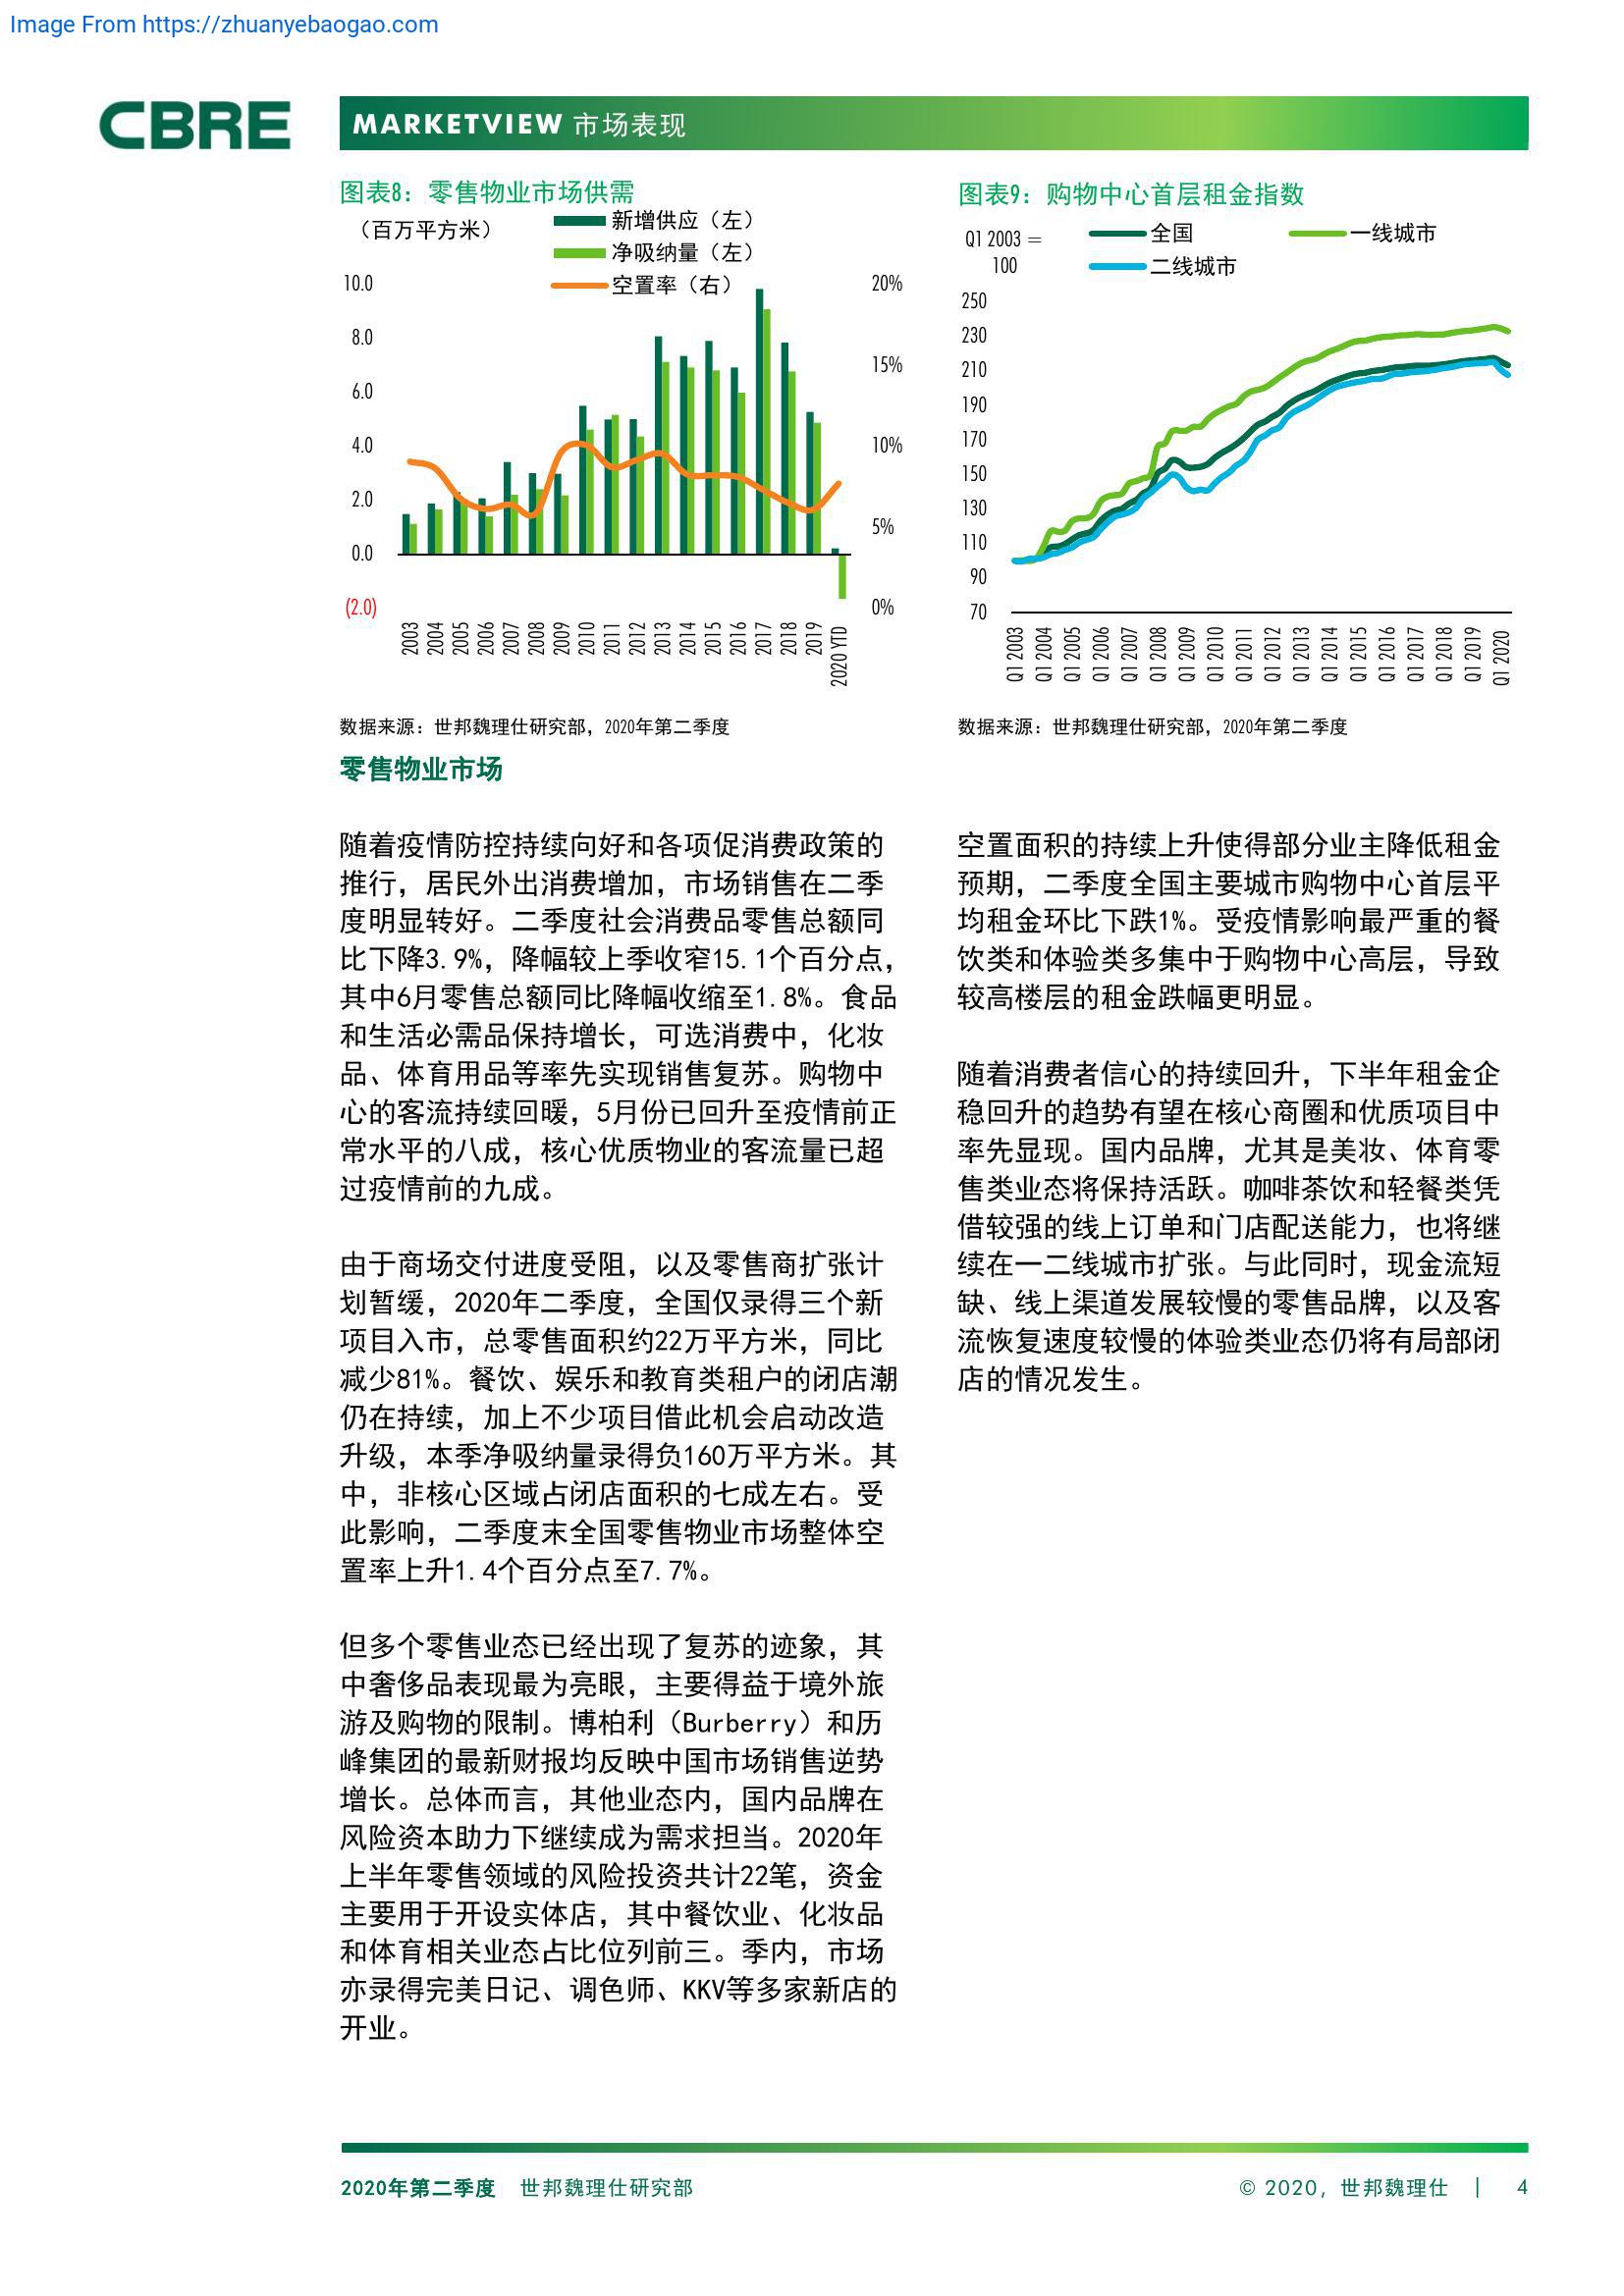 Image From https://zhuanyebaogao.com
CBRE
MARKETVIEW 市场表现
图表8：零售物业市场供需
（百万平方米）
新增供应（左）
净吸纳量（左）
空置率（右）
10.0
8.0
6.0
4.0
2.0
0.0
(2.0)
20%
15%
10%
5%
0%
2003
2004
2005
2006
2007
2008
2009
2010
2011
2012
2013
2014
2015
2016
2017
2018
2019
2020 YTD
数据来源：世邦魏理仕研究部，2020年第二季度
图表9：购物中心首层租金指数
Q1 2003 =
100
全国
一线城市
二线城市
250
230
210
190
170
150
130
110
90
70
Q1 2003
Q1 2004
Q1 2005
Q1 2006
Q1 2007
Q1 2008
Q1 2009
Q1 2010
Q1 2011
Q1 2012
Q1 2013
Q1 2014
Q1 2015
Q1 2016
Q1 2017
Q1 2018
Q1 2019
Q1 2020
数据来源：世邦魏理仕研究部，2020年第二季度
零售物业市场
随着疫情防控持续向好和各项促消费政策的
推行，居民外出消费增加，市场销售在二季
度明显转好。二季度社会消费品零售总额同
比下降3.9%，降幅较上季收窄15.1个百分点，
其中6月零售总额同比降幅收缩至1.8%。食品
和生活必需品保持增长，可选消费中，化妆
品、体育用品等率先实现销售复苏。购物中
心的客流持续回暖，5月份已回升至疫情前正
常水平的八成，核心优质物业的客流量已超
过疫情前的九成。
由于商场交付进度受阻，以及零售商扩张计
划暂缓，2020年二季度，全国仅录得三个新
项目入市，总零售面积约22万平方米，同比
减少81%。餐饮、娱乐和教育类租户的闭店潮
仍在持续，加上不少项目借此机会启动改造
升级，本季净吸纳量录得负160万平方米。其
中，非核心区域占闭店面积的七成左右。受
此影响，二季度末全国零售物业市场整体空
置率上升1.4个百分点至7.7%。
但多个零售业态已经出现了复苏的迹象，其
中奢侈品表现最为亮眼，主要得益于境外旅
游及购物的限制。博柏利（Burberry）和历
峰集团的最新财报均反映中国市场销售逆势
增长。总体而言，其他业态内，国内品牌在
风险资本助力下继续成为需求担当。2020年
上半年零售领域的风险投资共计22笔，资金
主要用于开设实体店，其中餐饮业、化妆品
和体育相关业态占比位列前三。季内，市场
亦录得完美日记、调色师、KKV等多家新店的
开业。
空置面积的持续上升使得部分业主降低租金
预期，二季度全国主要城市购物中心首层平
均租金环比下跌1%。受疫情影响最严重的餐
饮类和体验类多集中于购物中心高层，导致
较高楼层的租金跌幅更明显。
随着消费者信心的持续回升，下半年租金企
稳回升的趋势有望在核心商圈和优质项目中
率先显现。国内品牌，尤其是美妆、体育零
售类业态将保持活跃。咖啡茶饮和轻餐类凭
借较强的线上订单和门店配送能力，也将继
续在一二线城市扩张。与此同时，现金流短
缺、线上渠道发展较慢的零售品牌，以及客
流恢复速度较慢的体验类业态仍将有局部闭
店的情况发生。
2020年第二季度 世邦魏理仕研究部
© 2020，世邦魏理仕 | 4